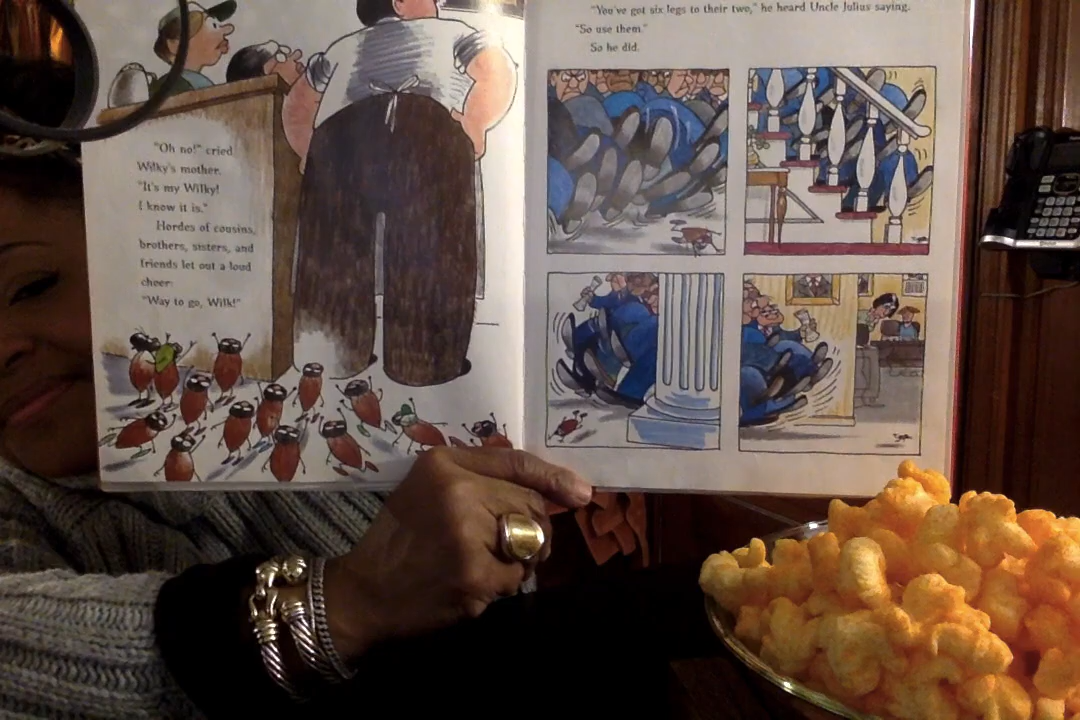 "Oh no!" cried
Wilky's mother.
"It's my Wilky!
I know it is."
Hordes of cousins,
brothers, sisters, and
friends let out a loud
cheer:
"Way to go, Wilk!"
"You've got six legs to their two," he heard Uncle Julius saying.
"So use them."
So he did.